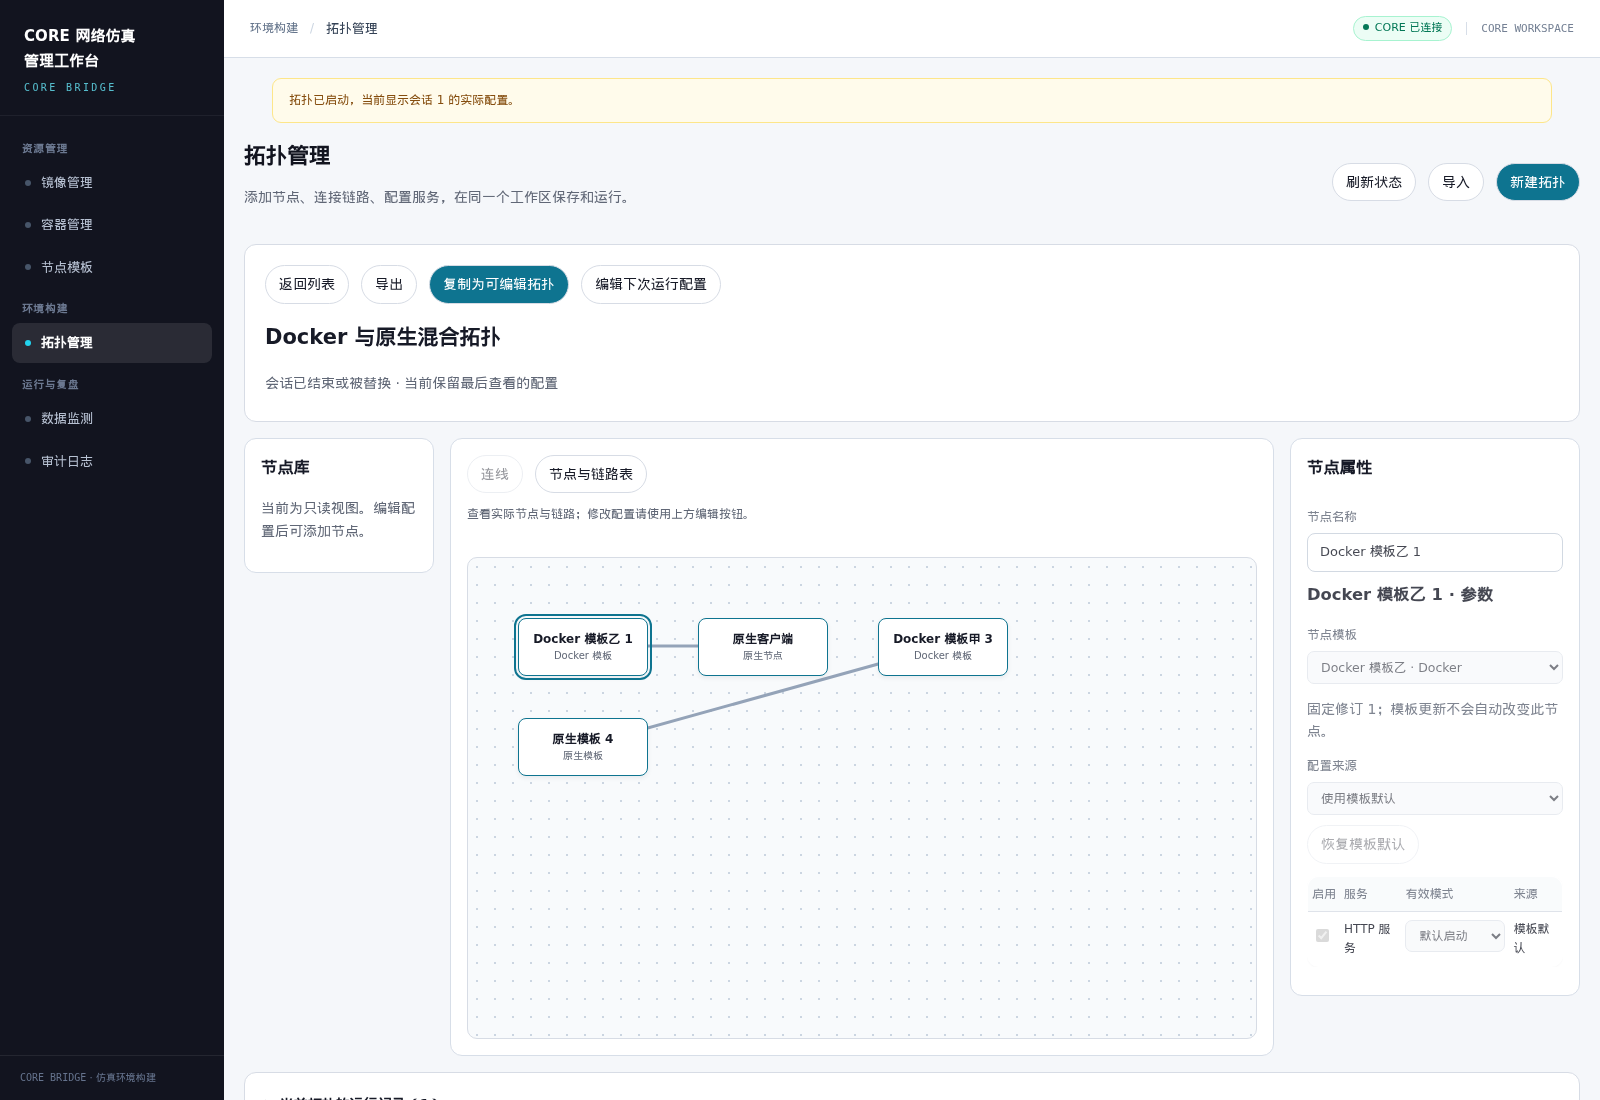 CORE 网络仿真
管理工作台
CORE BRIDGE
资源管理
镜像管理
容器管理
节点模板
环境构建
拓扑管理
运行与复盘
数据监测
审计日志
CORE BRIDGE · 仿真环境构建
环境构建 / 拓扑管理
CORE 已连接
CORE WORKSPACE
拓扑已启动，当前显示会话 1 的实际配置。
拓扑管理
添加节点、连接链路、配置服务，在同一个工作区保存和运行。
刷新状态
导入
新建拓扑
返回列表
导出
复制为可编辑拓扑
编辑下次运行配置
Docker 与原生混合拓扑
会话已结束或被替换 · 当前保留最后查看的配置
节点库
当前为只读视图。编辑配
置后可添加节点。
连线
节点与链路表
查看实际节点与链路；修改配置请使用上方编辑按钮。
Docker 模板乙 1
Docker 模板
原生客户端
原生节点
Docker 模板甲 3
Docker 模板
原生模板 4
原生模板
节点属性
节点名称
Docker 模板乙 1
Docker 模板乙 1 · 参数
节点模板
Docker 模板乙 · Docker
固定修订 1；模板更新不会自动改变此节
点。
配置来源
使用模板默认
恢复模板默认
启用 服务 有效模式 来源
HTTP 服
务
默认启动
模板默
认